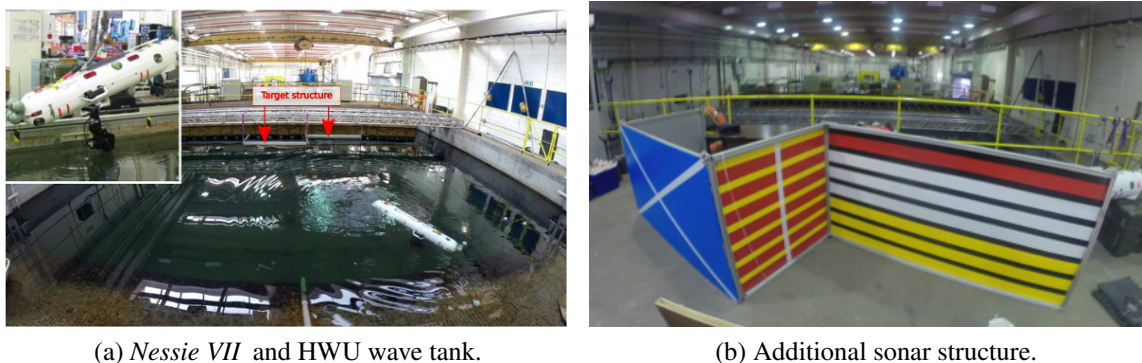 Target structure
(a) Nessie VII and HWU wave tank.
(b) Additional sonar structure.